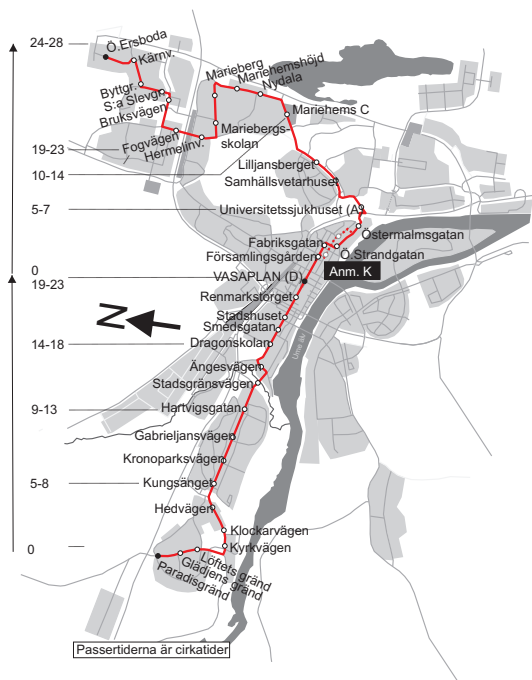 24-28
Ö.Ersboda
Kärnv.
Byttgr.
S:a Slevgr.
Bruksvägen
Fogvägen
Hermelinv.
Marieberg
Mariehemshöjd
Nydala
Mariehems C
Mariebergs-
skolan
19-23
10-14
Lilljansberget
Samhällsvetarhuset
5-7
Universitetssjukhuset (A)
Östermalmsgatan
Fabriksgatan
Ö.Strandgatan
Församlingsgården
Anm. K
0
19-23
VASAPLAN (D)
Renmarkstorget
N
Stadshuset
Smedsgatan
Ume älv
14-18
Dragonskolan
Ängesvägen
Stadsgränsvägen
9-13
Hartvigsgatan
Gabrieljansvägen
Kronoparksvägen
5-8
Kungsänget
Hedvägen
Klockarvägen
0
Kyrkvägen
Löftets gränd
Glädjens gränd
Paradisgränd
Passertiderna är cirkatider